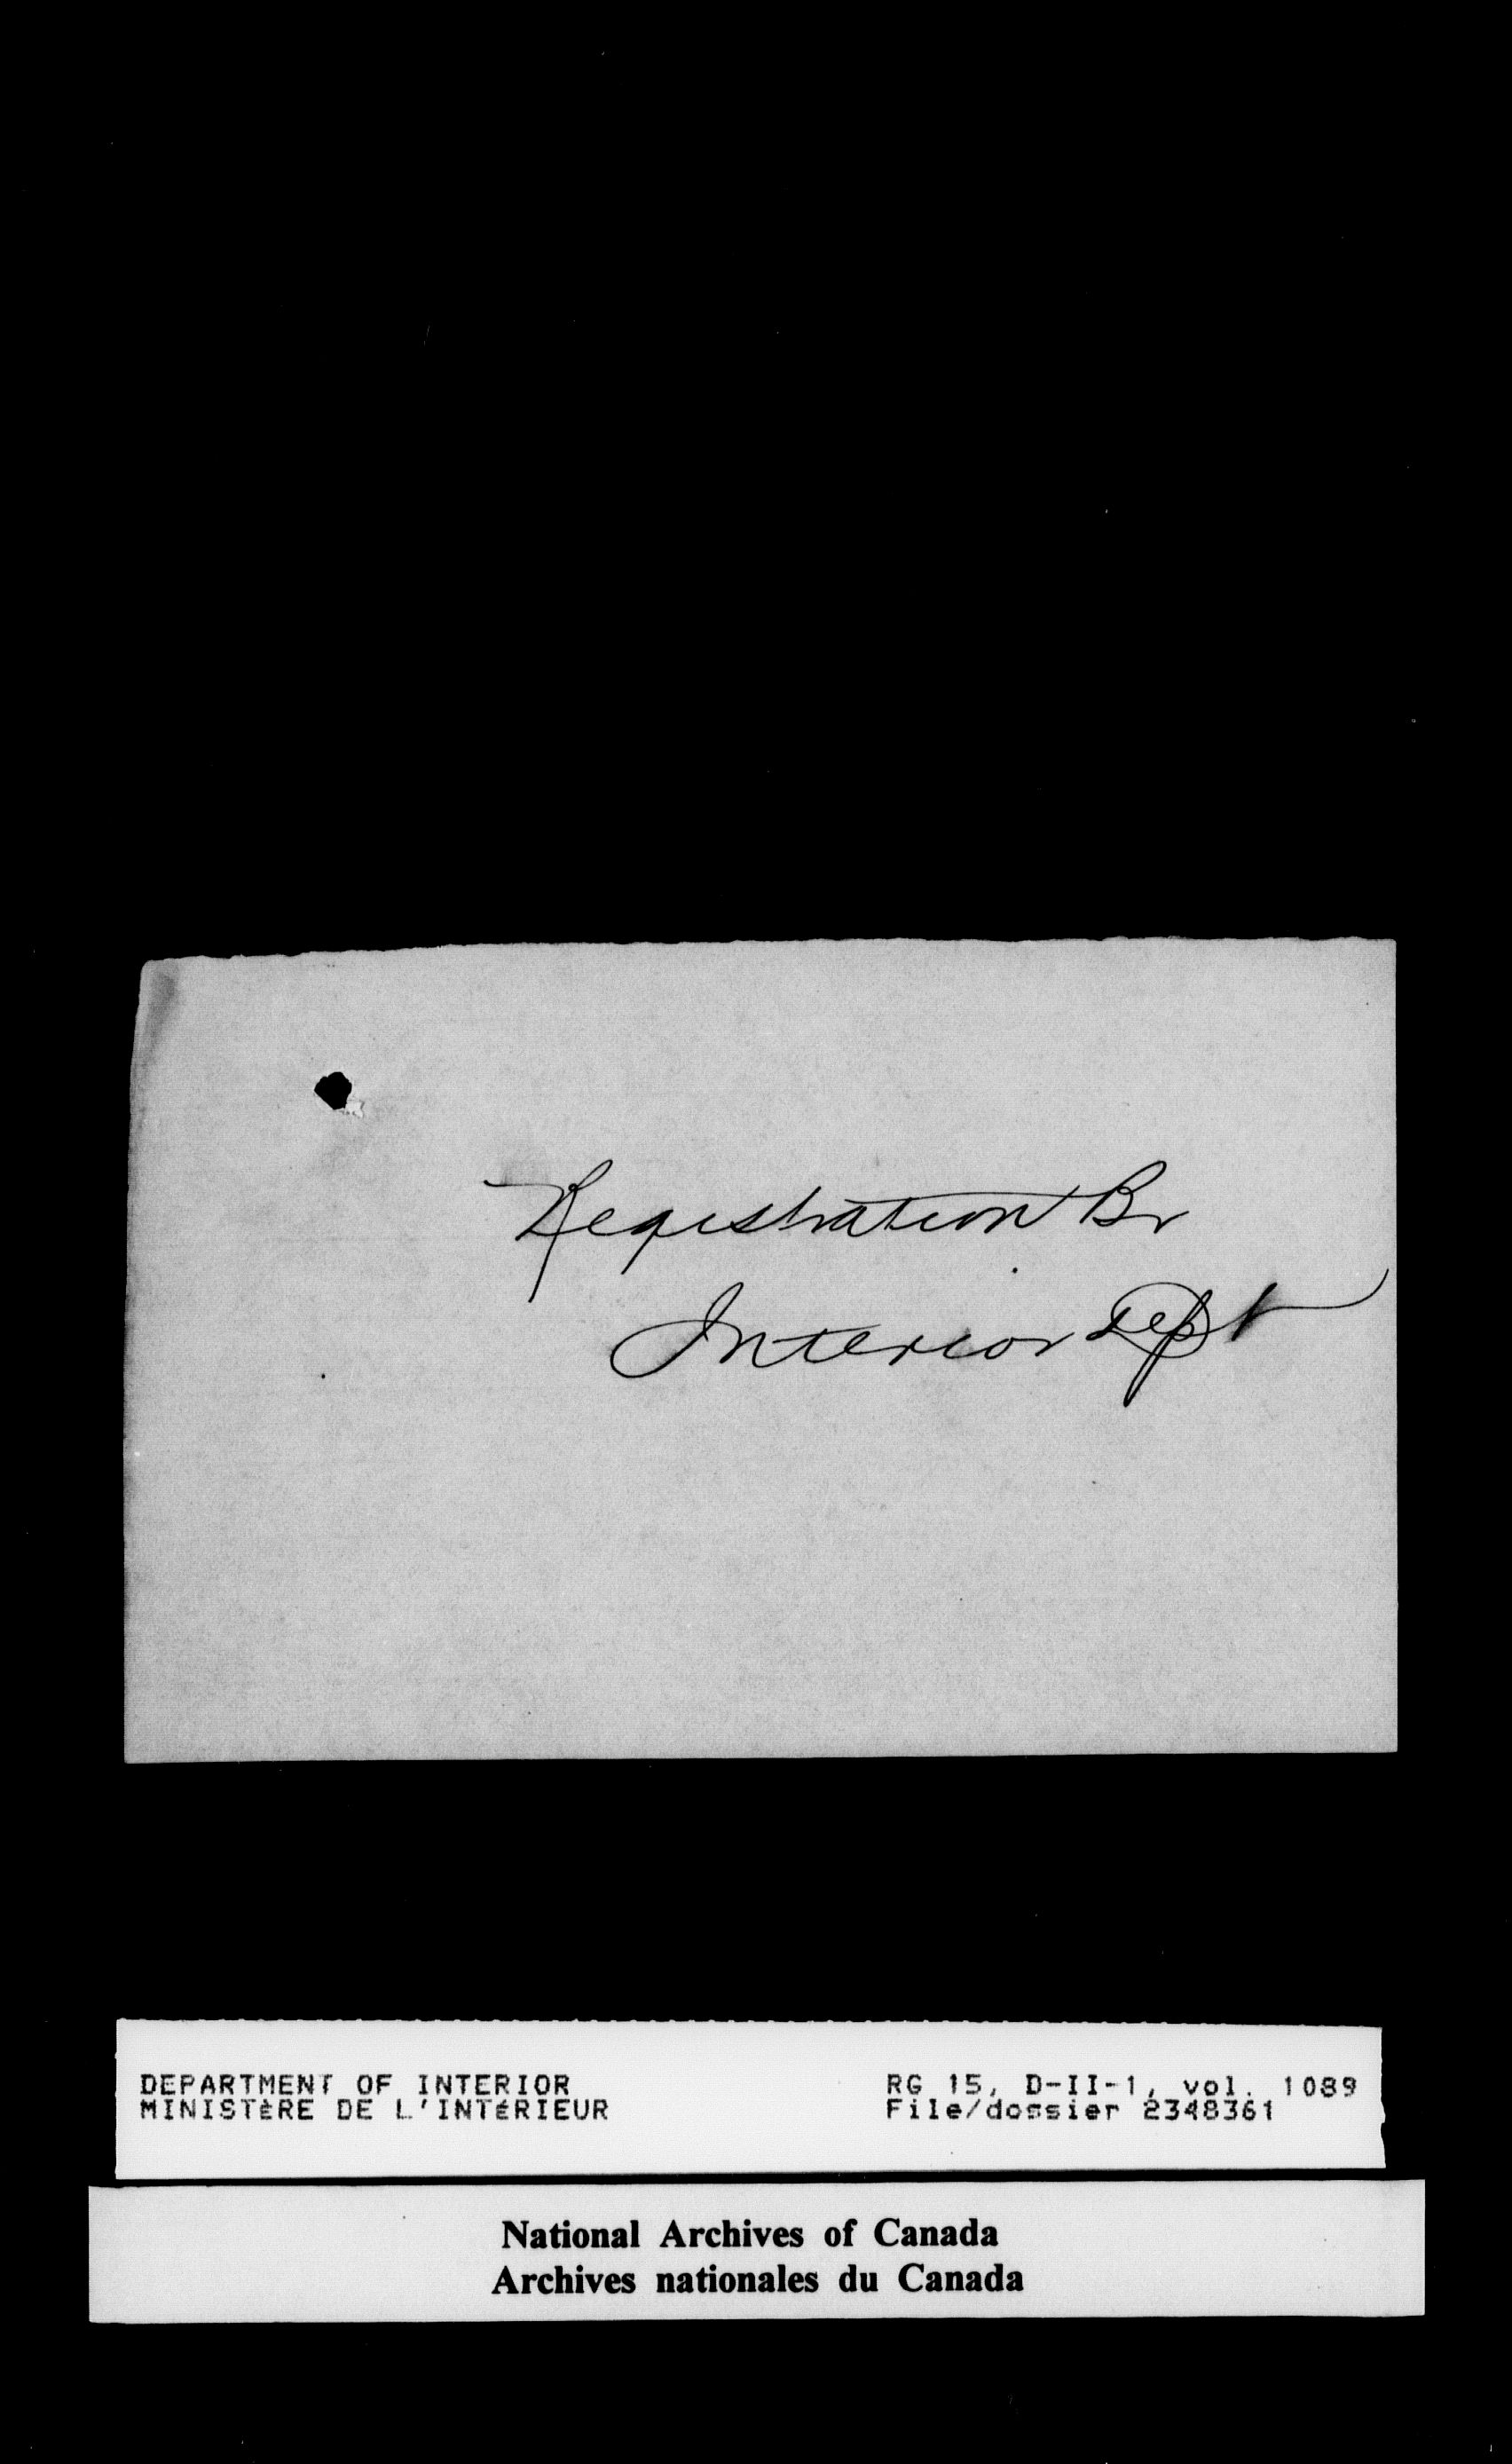 Registration Br
Interior Dept
DEPARTMENT OF INTERIOR
MINISTÈRE DE L'INTÉRIEUR
RG 15, D-II-1, vol. 1089
File/dossier 2348361
National Archives of Canada
Archives nationales du Canada